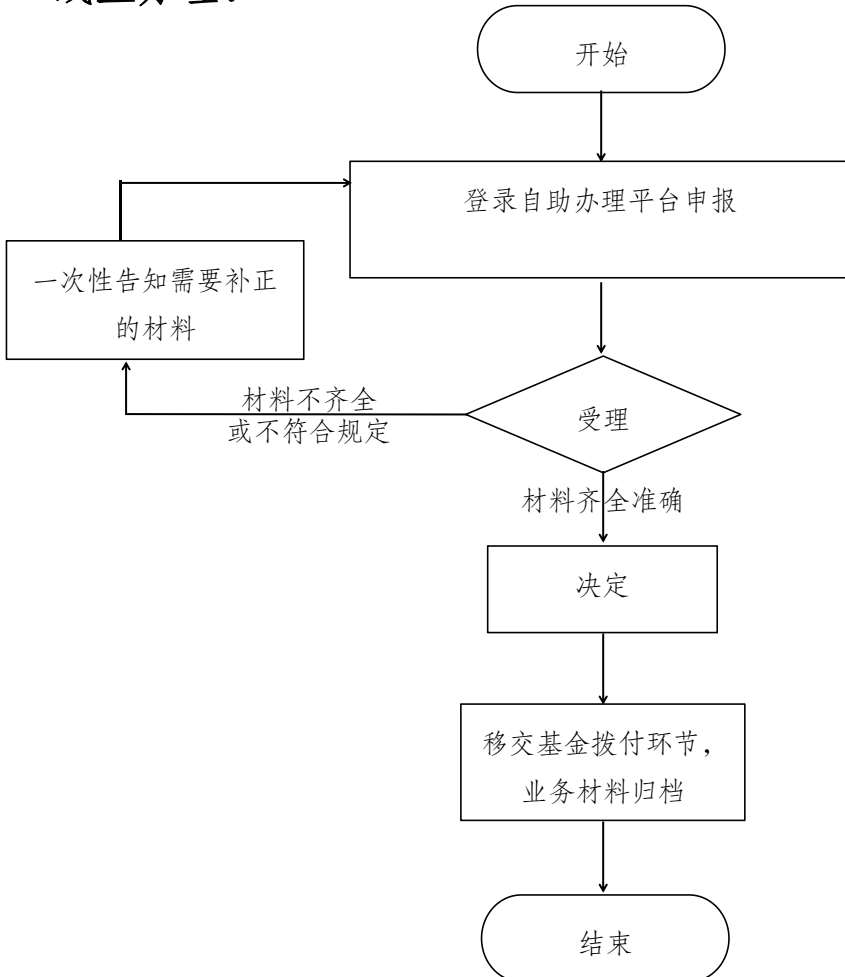 开始
登录自助办理平台申报
一次性告知需要补正
的材料
材料不齐全
或不符合规定
受理
材料齐全准确
决定
移交基金拨付环节，
业务材料归档
结束